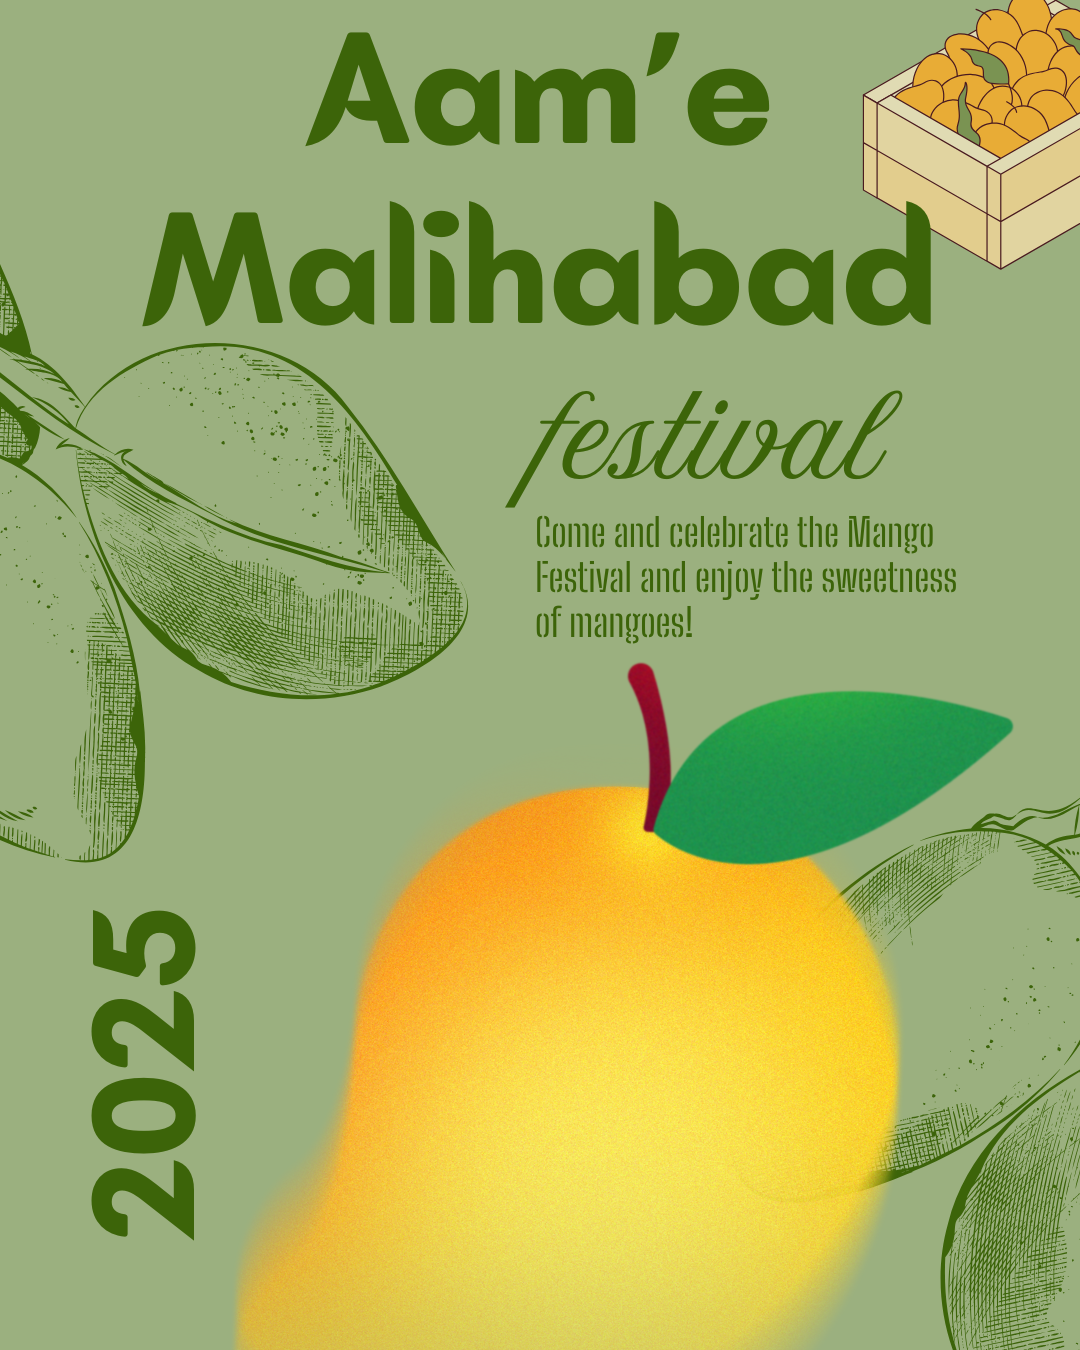 Aam’e
Malihabad
festival
Come and celebrate the Mango
Festival and enjoy the sweetness
of mangoes!
2025